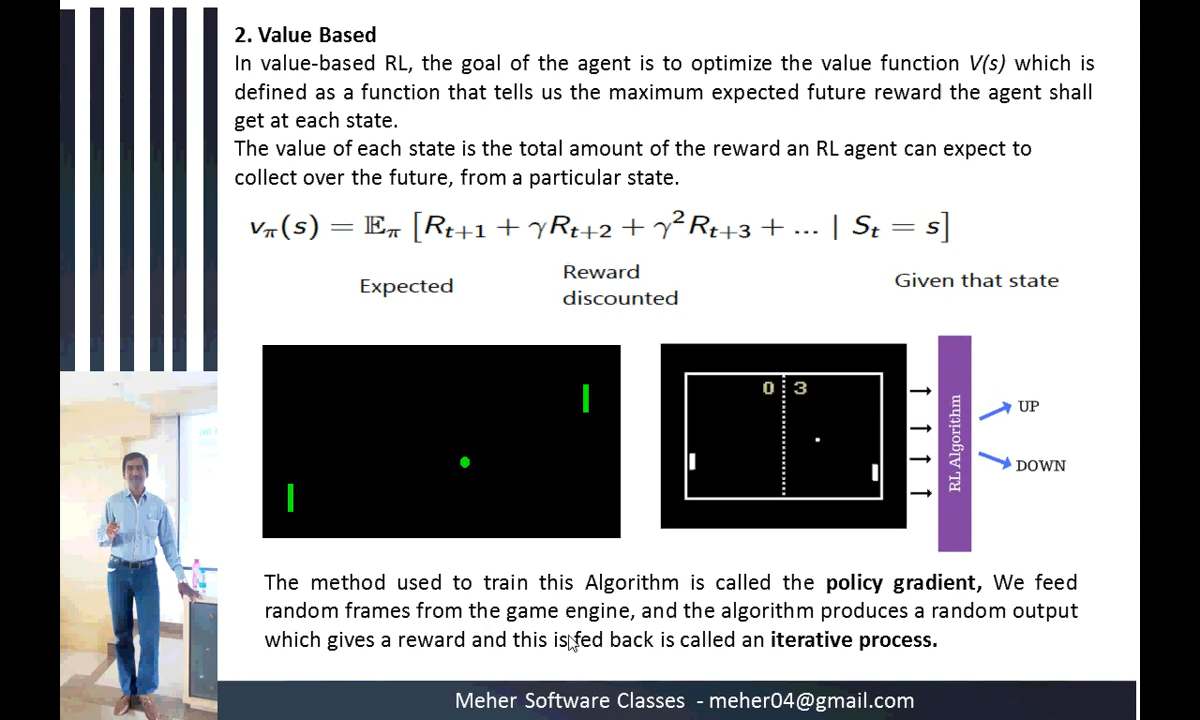 2. Value Based
In value-based RL, the goal of the agent is to optimize the value function V(s) which is
defined as a function that tells us the maximum expected future reward the agent shall
get at each state.
The value of each state is the total amount of the reward an RL agent can expect to
collect over the future, from a particular state.
vπ(s) = 𝔼π [Rt+1 + γRt+2 + γ²Rt+3 + ... | St = s]
Expected
Reward
discounted
Given that state
0 3
RL Algorithm
UP
DOWN
The method used to train this Algorithm is called the policy gradient, We feed
random frames from the game engine, and the algorithm produces a random output
which gives a reward and this is fed back is called an iterative process.
Meher Software Classes - meher04@gmail.com